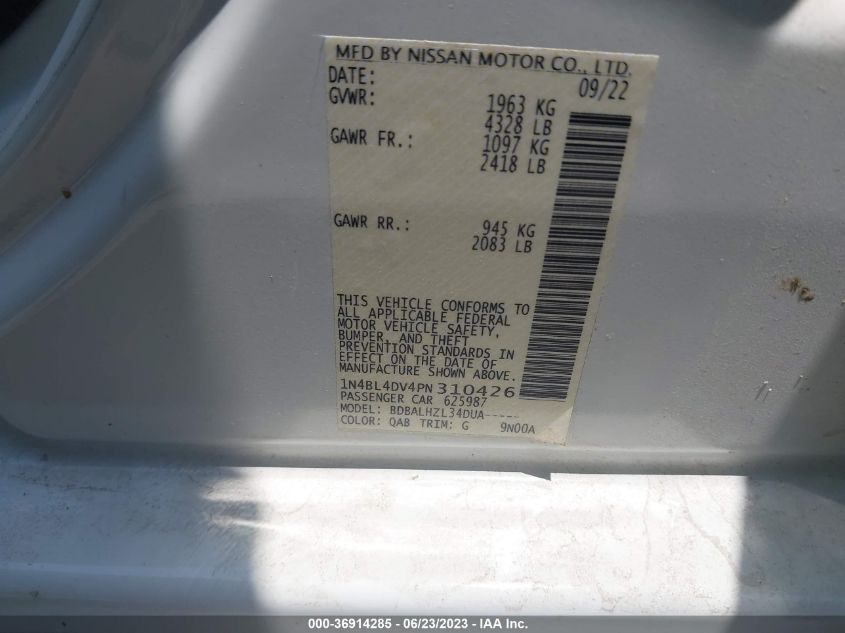 MFD BY NISSAN MOTOR CO., LTD.
DATE: 09/22
GVWR: 1963 KG
4328 LB
GAWR FR.: 1097 KG
2418 LB
GAWR RR.: 945 KG
2083 LB
THIS VEHICLE CONFORMS TO
ALL APPLICABLE FEDERAL
MOTOR VEHICLE SAFETY,
BUMPER, AND THEFT
PREVENTION STANDARDS IN
EFFECT ON THE DATE OF
MANUFACTURE SHOWN ABOVE.
1N4BL4DV4PN310426
PASSENGER CAR 625987
MODEL: BDBALHZL34DUA-----
COLOR: QAB TRIM: G 9N00A
000-36914285 - 06/23/2023 - IAA Inc.